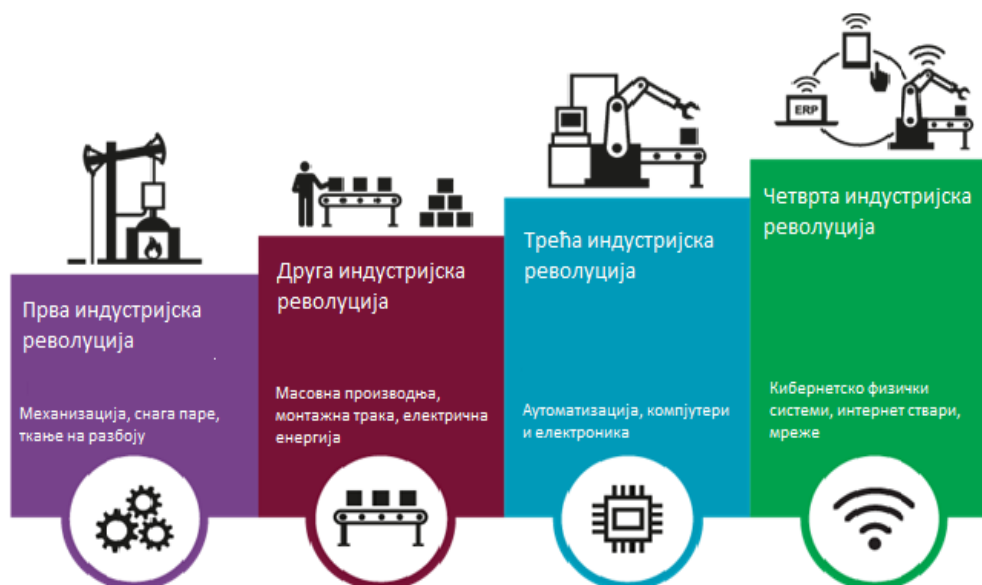 ERP
Прва индустријска
револуција
Механизација, снага паре,
ткање на разбоју
Друга индустријска
револуција
Масовна производња,
монтажна трака, електрична
енергија
Трећа индустријска
револуција
Аутоматизација, компјутери
и електроника
Четврта индустријска
револуција
Кибернетско физички
системи, интернет ствари,
мреже